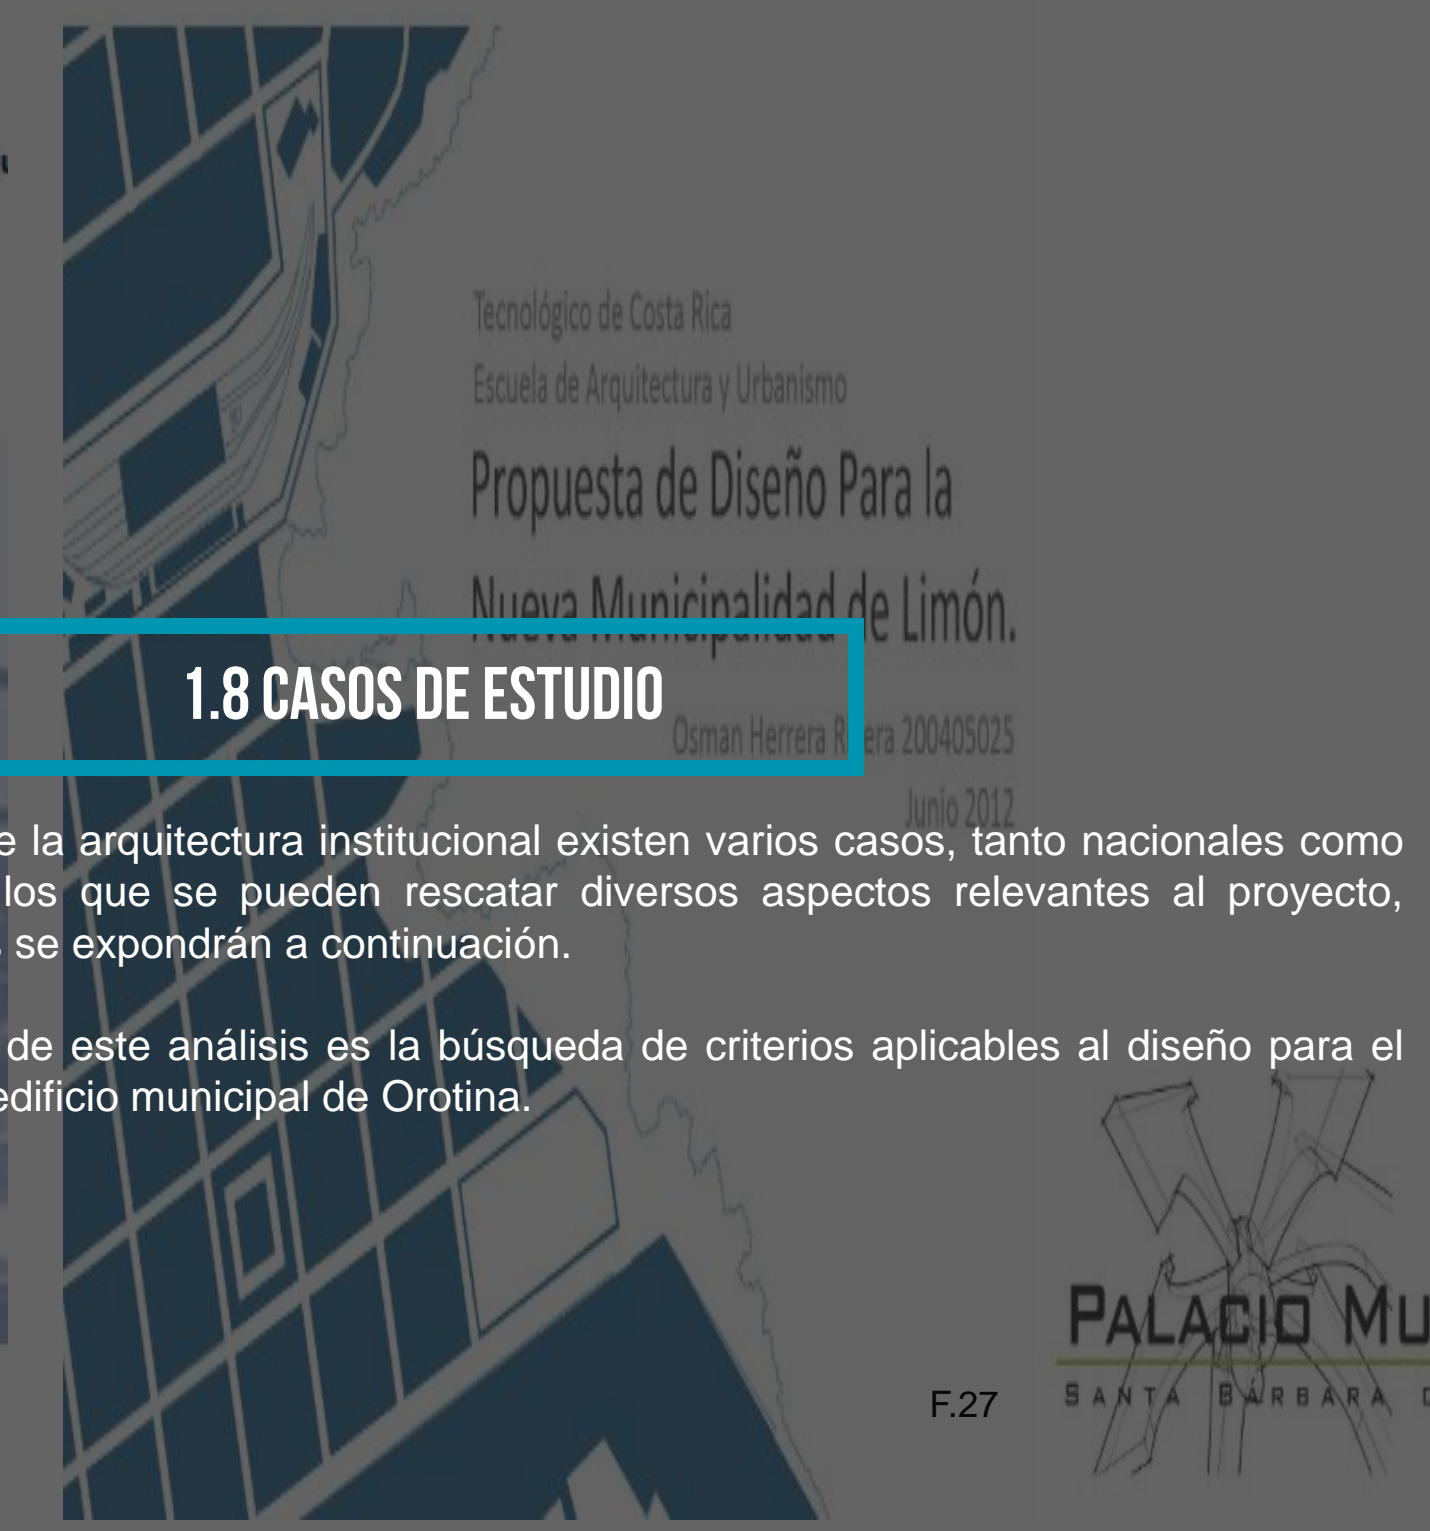 Tecnológico de Costa Rica
Escuela de Arquitectura y Urbanismo
Propuesta de Diseño Para la
Nueva Municipalidad de Limón.
1.8 CASOS DE ESTUDIO
Osman Herrera 200405025
Junio 2012
la arquitectura institucional existen varios casos, tanto nacionales como
los que se pueden rescatar diversos aspectos relevantes al proyecto,
se expondrán a continuación.
de este análisis es la búsqueda de criterios aplicables al diseño para el
edificio municipal de Orotina.
PALACIO MU
SANTA BÁRBARA D
F.27